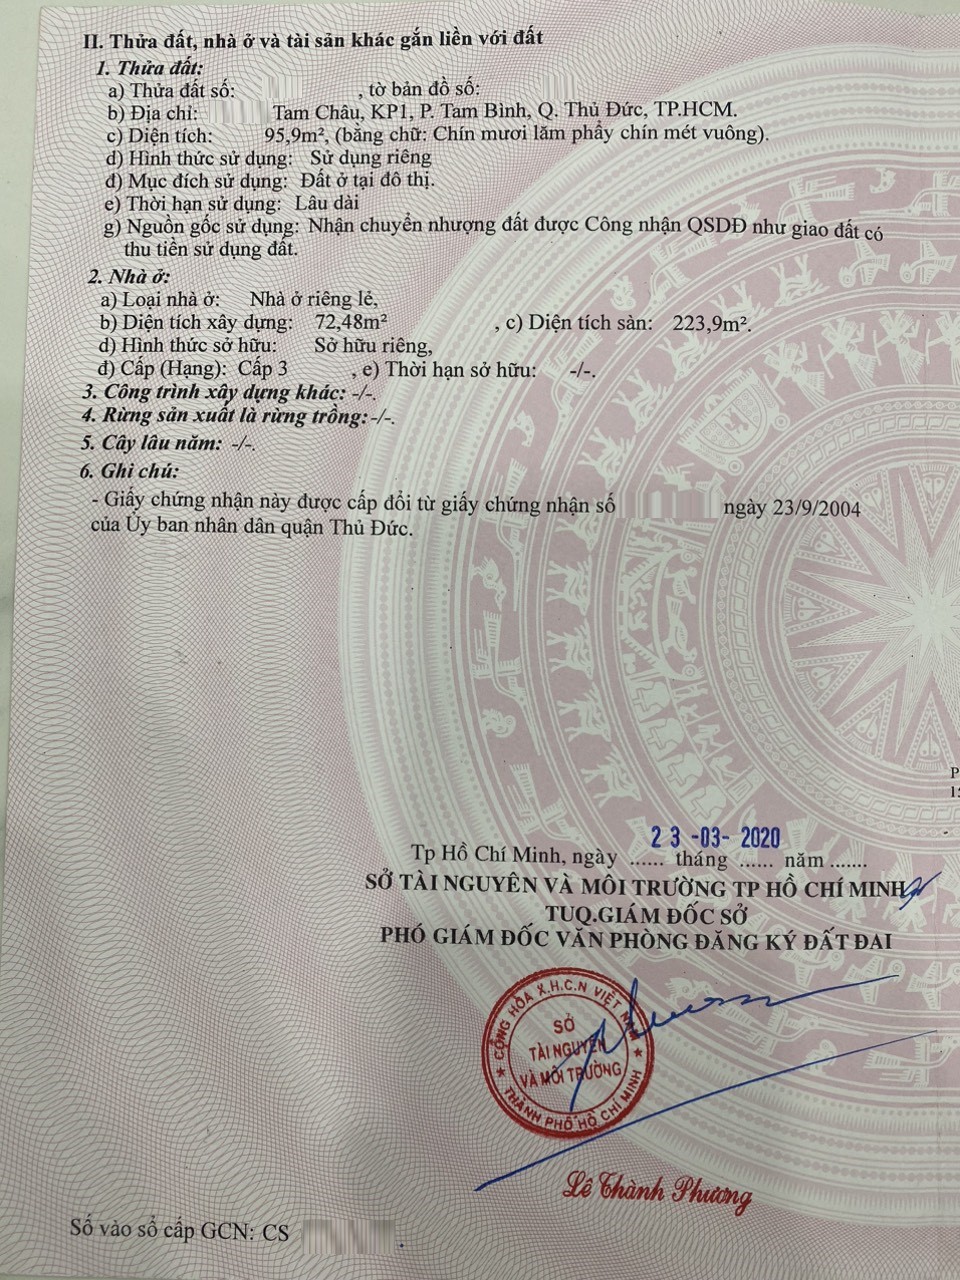 II. Thửa đất, nhà ở và tài sản khác gắn liền với đất
1. Thửa đất:
a) Thửa đất số: , tờ bản đồ số:
b) Địa chỉ: Tam Châu, KP1, P. Tam Bình, Q. Thủ Đức, TP.HCM.
c) Diện tích: 95,9m², (bằng chữ: Chín mươi lăm phẩy chín mét vuông).
d) Hình thức sử dụng: Sử dụng riêng
đ) Mục đích sử dụng: Đất ở tại đô thị.
e) Thời hạn sử dụng: Lâu dài
g) Nguồn gốc sử dụng: Nhận chuyển nhượng đất được Công nhận QSDĐ như giao đất có
thu tiền sử dụng đất.
2. Nhà ở:
a) Loại nhà ở: Nhà ở riêng lẻ,
b) Diện tích xây dựng: 72,48m² , c) Diện tích sàn: 223,9m².
d) Hình thức sở hữu: Sở hữu riêng,
đ) Cấp (Hạng): Cấp 3 , e) Thời hạn sở hữu: -/-.
3. Công trình xây dựng khác: -/-.
4. Rừng sản xuất là rừng trồng: -/-.
5. Cây lâu năm: -/-.
6. Ghi chú:
- Giấy chứng nhận này được cấp đổi từ giấy chứng nhận số ngày 23/9/2004
của Ủy ban nhân dân quận Thủ Đức.
23-03-2020
Tp Hồ Chí Minh, ngày ...... tháng ...... năm .......
SỞ TÀI NGUYÊN VÀ MÔI TRƯỜNG TP HỒ CHÍ MINH
TUQ.GIÁM ĐỐC SỞ
PHÓ GIÁM ĐỐC VĂN PHÒNG ĐĂNG KÝ ĐẤT ĐAI
CỘNG HÒA X.H.C.N VIỆT NAM
SỞ
TÀI NGUYÊN
VÀ MÔI TRƯỜNG
THÀNH PHỐ HỒ CHÍ MINH
Lê Thành Phương
Số vào sổ cấp GCN: CS